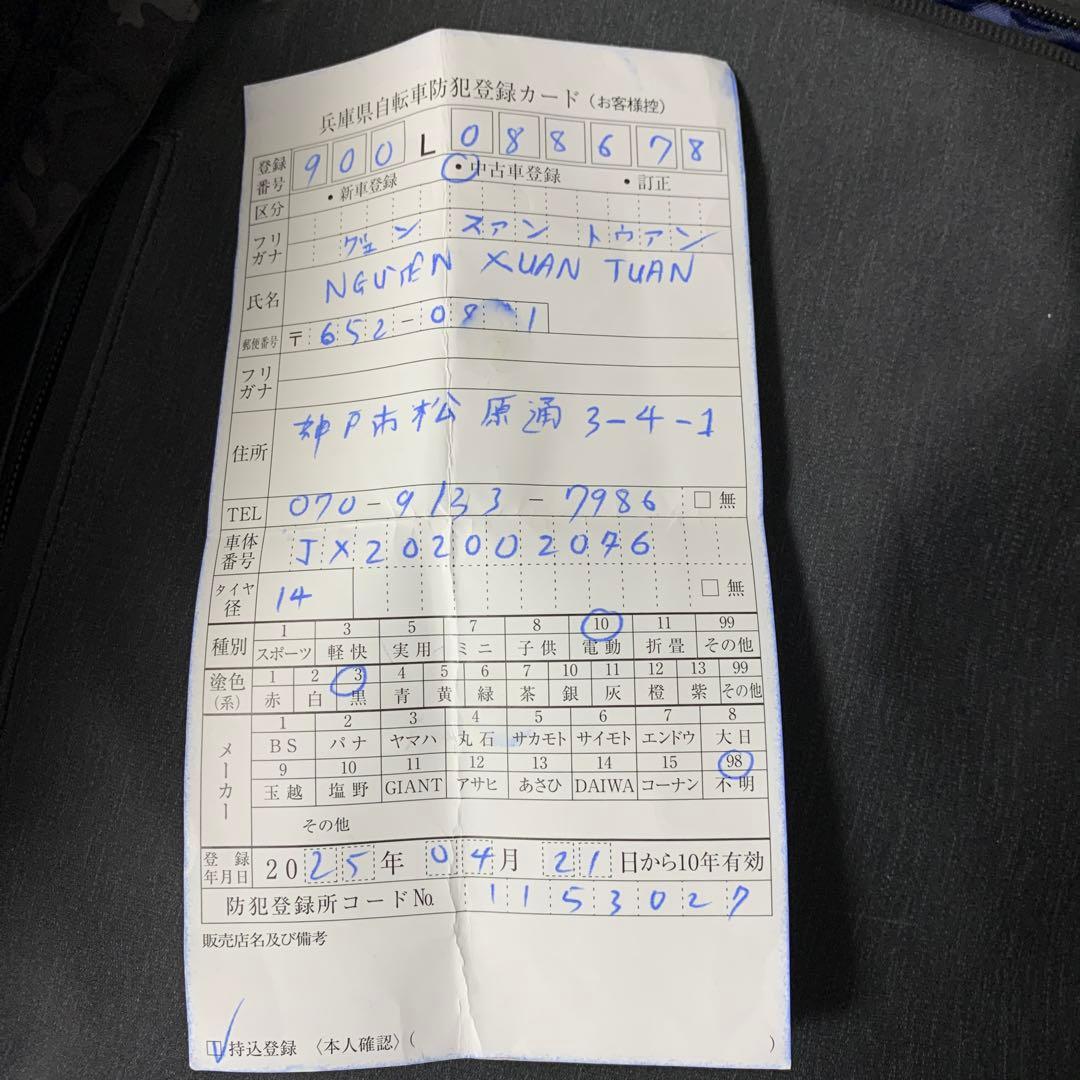 兵庫県自転車防犯登録カード（お客様控）
登録番号 900 L 088678
区分 ・新車登録 ・中古車登録 ・訂正
フリガナ グェン スァン トゥアン
氏名 NGUYEN XUAN TUAN
郵便番号 〒652-08 1
フリガナ
住所 神戸市松原通3-4-1
TEL 070-9133-7986 □無
車体番号 JX202002076
タイヤ径 14 □無
種別 1 3 5 7 8 10 11 99
スポーツ 軽快 実用 ミニ 子供 電動 折畳 その他
塗色(系) 1 2 3 4 5 6 7 10 11 12 13 99
赤 白 黒 青 黄 緑 茶 銀 灰 橙 紫 その他
メーカー 1 2 3 4 5 6 7 8
BS パナ ヤマハ 丸石 サカモト サイモト エンドウ 大日
9 10 11 12 13 14 15 98
玉越 塩野 GIANT アサヒ あさひ DAIWA コーナン 不明
その他
登録年月日 2025年04月21日から10年有効
防犯登録所コードNo. 1153027
販売店名及び備考
1 持込登録 〈本人確認〉( )